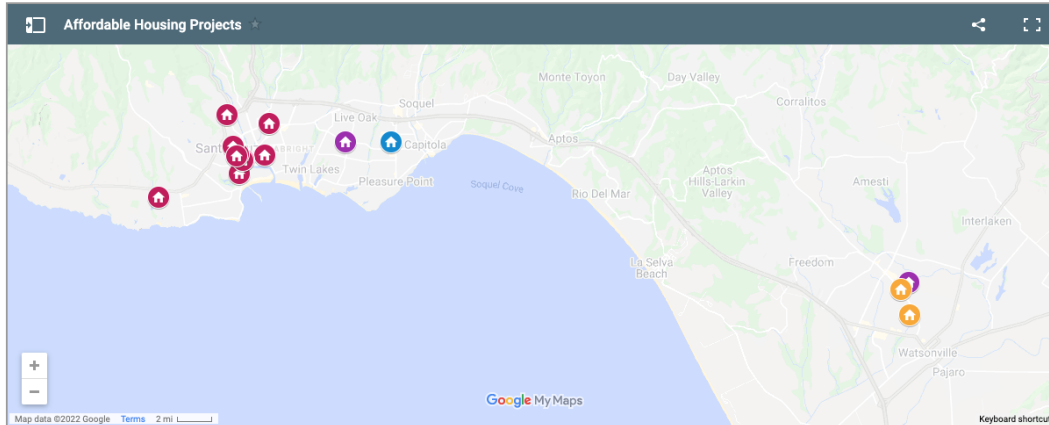 Affordable Housing Projects
Monte Toyon
Day Valley
Corralitos
Soquel
Live Oak
Aptos
Capitola
Twin Lakes
Pleasure Point
Soquel Cove
Rio Del Mar
Aptos
Hills-Larkin
Valley
Amesti
Interlaken
La Selva
Beach
Freedom
Watsonville
Pajaro
Google My Maps
Map data ©2022 Google Terms 2 mi
Keyboard shortcut